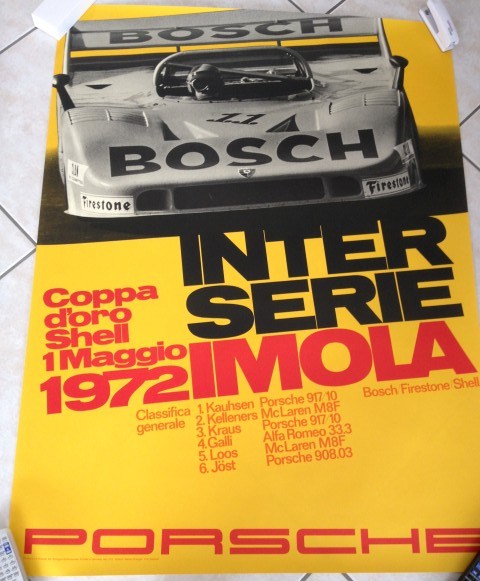 BOSCH
11
BOSCH
Firestone
Firestone
INTER
SERIE
IMOLA
Coppa
d'oro
Shell
1 Maggio
1972
Bosch/Firestone Shell
Classifica
generale
1. Kauhsen Porsche 917 10
2. Kelleners McLaren M8F
3. Kraus Porsche 917 10
4. Galli Alfa Romeo 33.3
5. Loos McLaren M8F
6. Jöst Porsche 908.03
PORSCHE